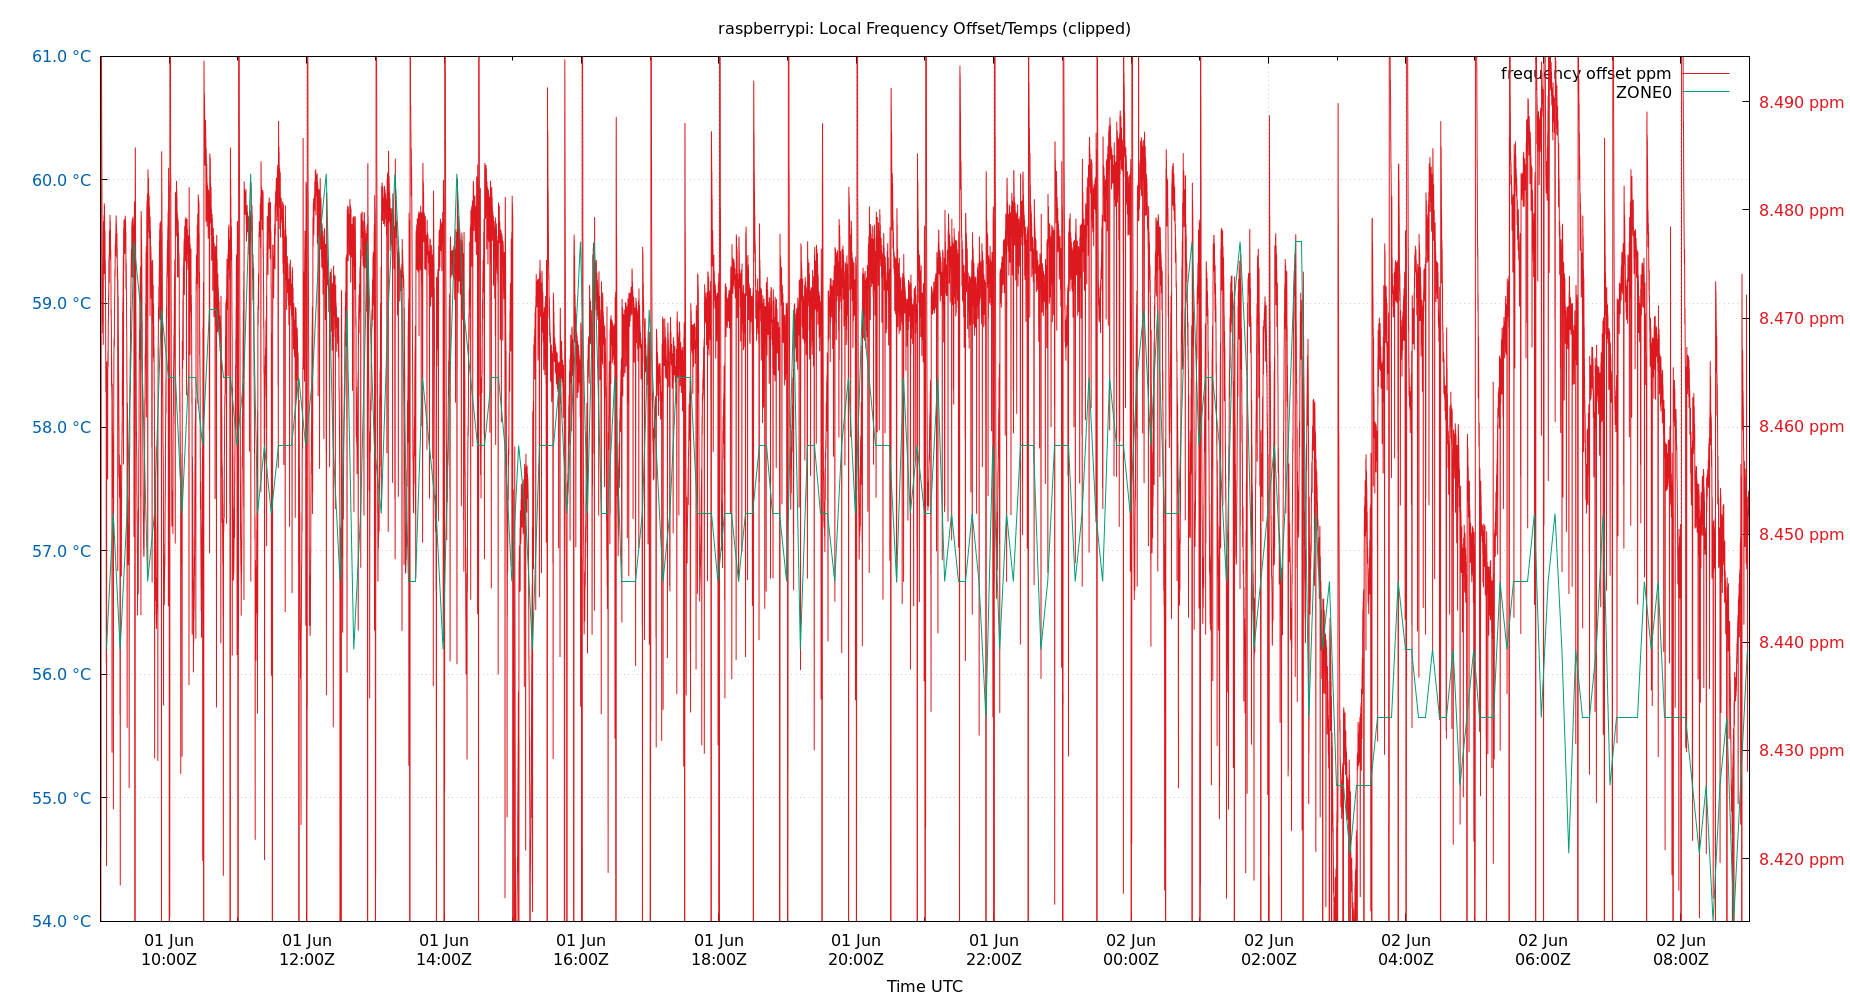 raspberrypi: Local Frequency Offset/Temps (clipped)
frequency offset ppm
ZONE0
61.0 °C
60.0 °C
59.0 °C
58.0 °C
57.0 °C
56.0 °C
55.0 °C
54.0 °C
8.490 ppm
8.480 ppm
8.470 ppm
8.460 ppm
8.450 ppm
8.440 ppm
8.430 ppm
8.420 ppm
01 Jun 01 Jun 01 Jun 01 Jun 01 Jun 01 Jun 01 Jun 02 Jun 02 Jun 02 Jun 02 Jun 02 Jun
10:00Z 12:00Z 14:00Z 16:00Z 18:00Z 20:00Z 22:00Z 00:00Z 02:00Z 04:00Z 06:00Z 08:00Z
Time UTC